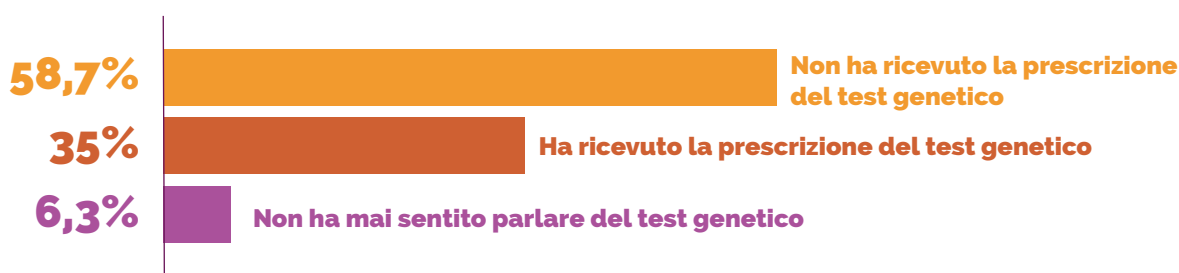 58,7%
Non ha ricevuto la prescrizione
del test genetico
35%
Ha ricevuto la prescrizione del test genetico
6,3%
Non ha mai sentito parlare del test genetico